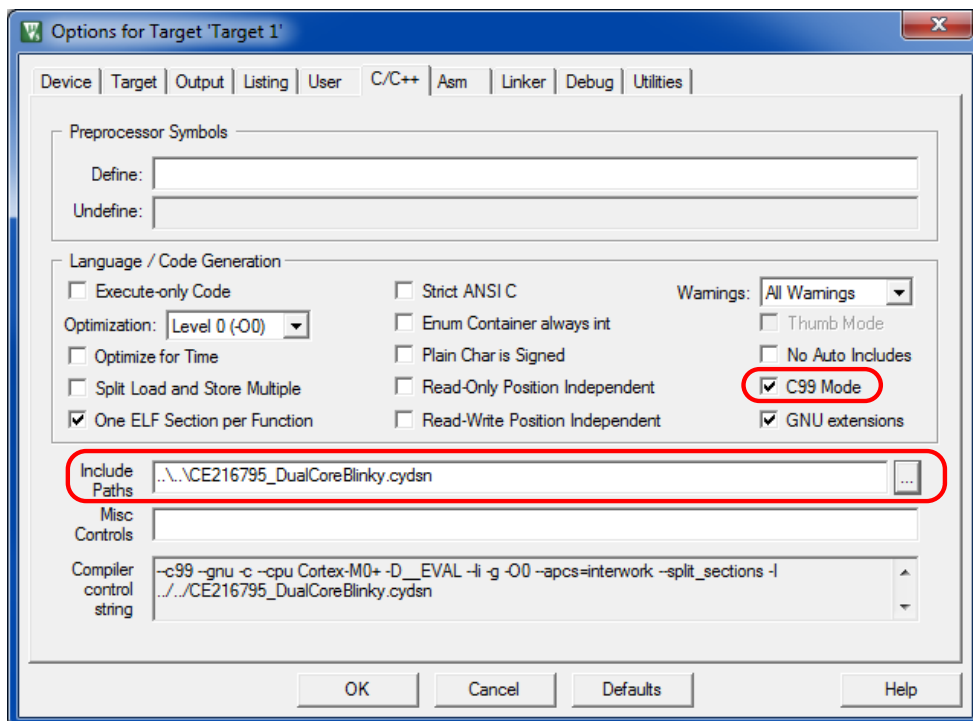 Options for Target 'Target 1'
Device Target Output Listing User C/C++ Asm Linker Debug Utilities
Preprocessor Symbols
Define:
Undefine:
Language / Code Generation
Execute-only Code Strict ANSI C Warnings: All Warnings
Optimization: Level 0 (-O0) Enum Container always int Thumb Mode
Optimize for Time Plain Char is Signed No Auto Includes
Split Load and Store Multiple Read-Only Position Independent C99 Mode
One ELF Section per Function Read-Write Position Independent GNU extensions
Include
Paths
..\..\CE216795_DualCoreBlinky.cydsn ...
Misc
Controls
Compiler
control
string
--c99 --gnu -c --cpu Cortex-M0+ -D__EVAL --li -g -O0 --apcs=interwork --split_sections -I
../../CE216795_DualCoreBlinky.cydsn
OK Cancel Defaults Help